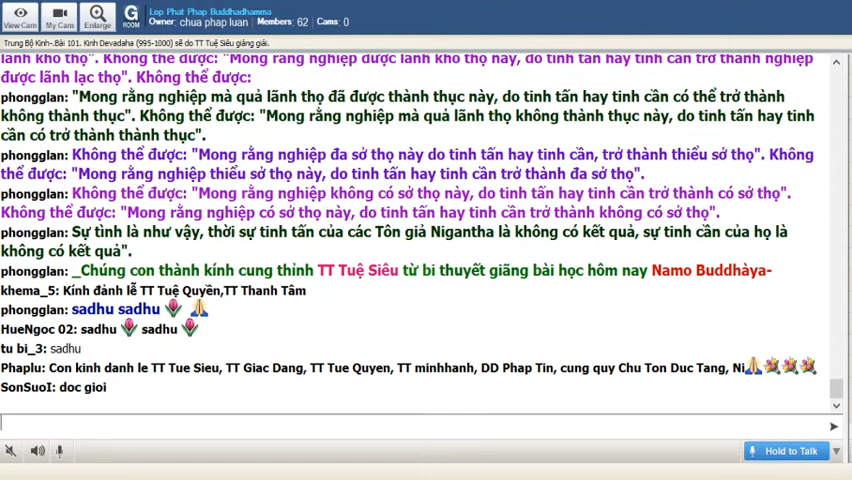 Lop Phat Phap Buddhadhamma
Owner: chua phap luan Members: 62 Cams: 0
View Cam My Cam Enlarge G ROOM
Trung Bộ Kinh-.Bài 101. Kinh Devadaha (995-1000) sẽ do TT Tuệ Siêu giảng giải.
lãnh khổ thọ". Không thể được: "Mong rằng nghiệp được lãnh khổ thọ này, do tinh tấn hay tinh cần trở thành nghiệp
được lãnh lạc thọ". Không thể được:
phongglan: "Mong rằng nghiệp mà quả lãnh thọ đã được thành thục này, do tinh tấn hay tinh cần có thể trở thành
không thành thục". Không thể được: "Mong rằng nghiệp mà quả lãnh thọ không thành thục này, do tinh tấn hay tinh
cần có trở thành thành thục".
phongglan: Không thể được: "Mong rằng nghiệp đa sở thọ này do tinh tấn hay tinh cần, trở thành thiểu sở thọ". Không
thể được: "Mong rằng nghiệp thiểu sở thọ này, do tinh tấn hay tinh cần trở thành đa sở thọ".
phongglan: Không thể được: "Mong rằng nghiệp không có sở thọ này, do tinh tấn hay tinh cần trở thành có sở thọ".
Không thể được: "Mong rằng nghiệp có sở thọ này, do tinh tấn hay tinh cần trở thành không có sở thọ".
phongglan: Sự tình là như vậy, thời sự tinh tấn của các Tôn giả Nigantha là không có kết quả, sự tinh cần của họ là
không có kết quả".
phongglan: _Chúng con thành kính cung thỉnh TT Tuệ Siêu từ bi thuyết giãng bài học hôm nay Namo Buddhàya-
khema_5: Kính đảnh lễ TT Tuệ Quyền,TT Thanh Tâm
phongglan: sadhu sadhu
HueNgoc 02: sadhu sadhu
tu bi_3: sadhu
Phaplu: Con kinh danh le TT Tue Sieu, TT Giac Dang, TT Tue Quyen, TT minhhanh, DD Phap Tin, cung quy Chu Ton Duc Tang, Ni
SonSuoI: doc gioi
Hold to Talk